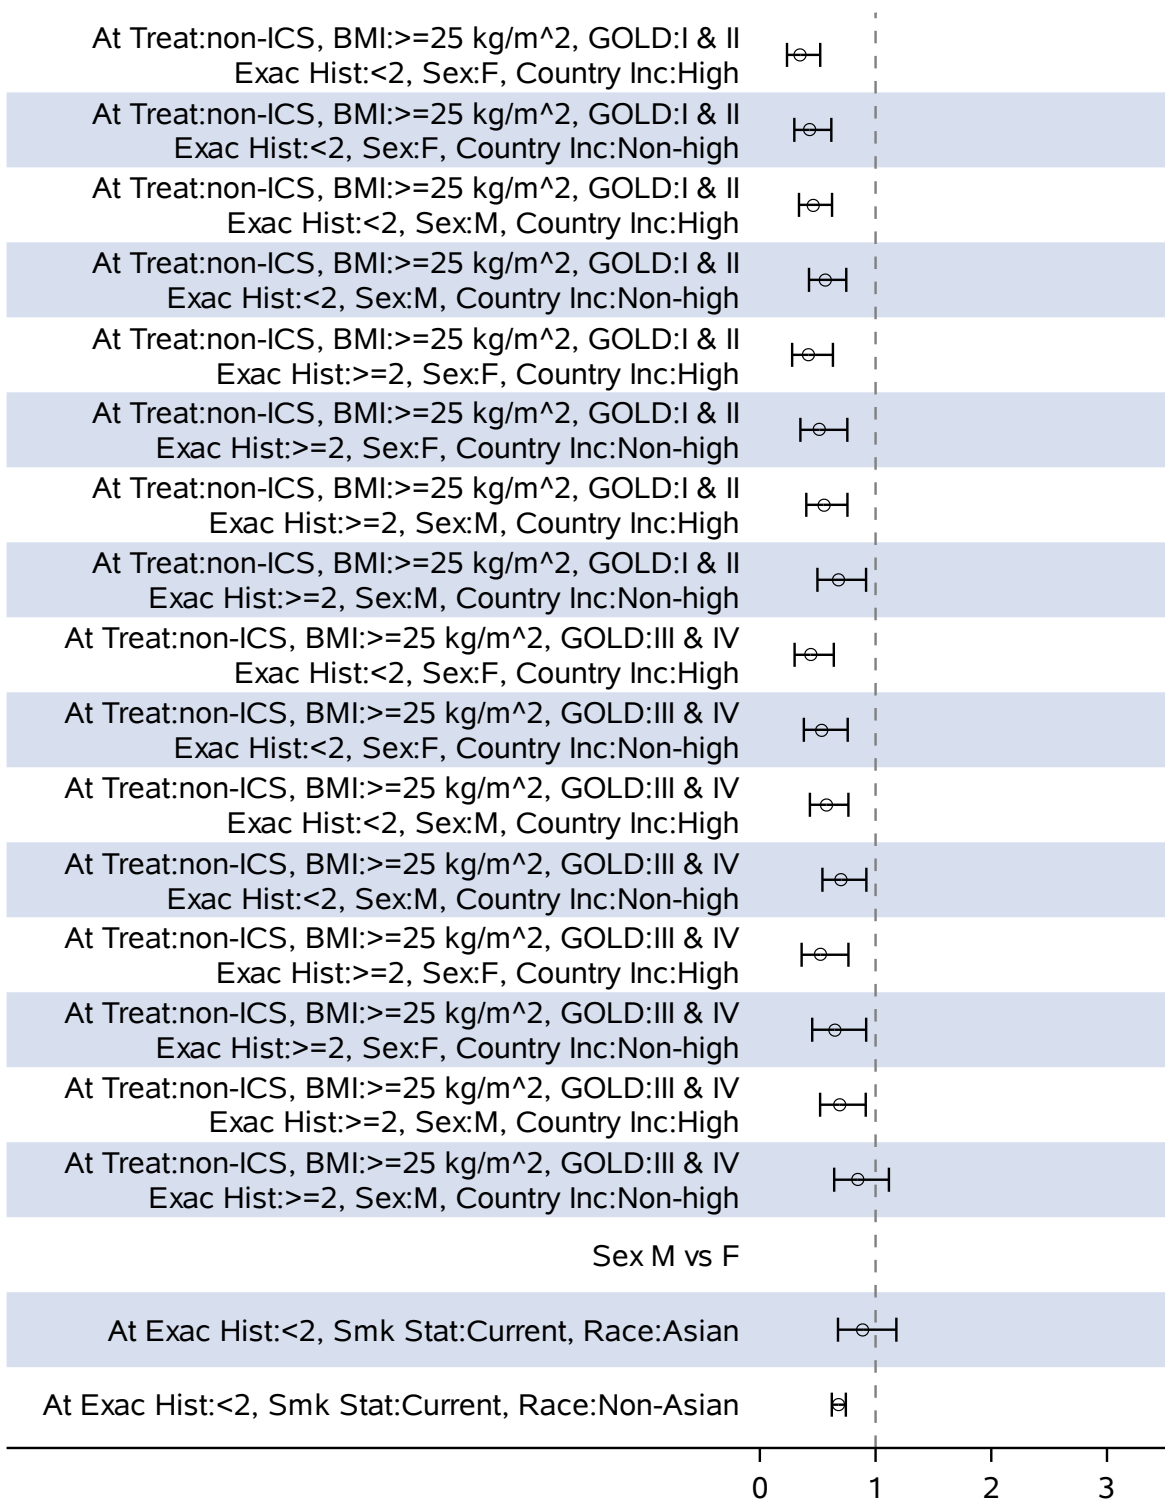 At Treat:non-ICS, BMI:>=25 kg/m^2, GOLD:I & II
Exac Hist:<2, Sex:F, Country Inc:High
At Treat:non-ICS, BMI:>=25 kg/m^2, GOLD:I & II
Exac Hist:<2, Sex:F, Country Inc:Non-high
At Treat:non-ICS, BMI:>=25 kg/m^2, GOLD:I & II
Exac Hist:<2, Sex:M, Country Inc:High
At Treat:non-ICS, BMI:>=25 kg/m^2, GOLD:I & II
Exac Hist:<2, Sex:M, Country Inc:Non-high
At Treat:non-ICS, BMI:>=25 kg/m^2, GOLD:I & II
Exac Hist:>=2, Sex:F, Country Inc:High
At Treat:non-ICS, BMI:>=25 kg/m^2, GOLD:I & II
Exac Hist:>=2, Sex:F, Country Inc:Non-high
At Treat:non-ICS, BMI:>=25 kg/m^2, GOLD:I & II
Exac Hist:>=2, Sex:M, Country Inc:High
At Treat:non-ICS, BMI:>=25 kg/m^2, GOLD:I & II
Exac Hist:>=2, Sex:M, Country Inc:Non-high
At Treat:non-ICS, BMI:>=25 kg/m^2, GOLD:III & IV
Exac Hist:<2, Sex:F, Country Inc:High
At Treat:non-ICS, BMI:>=25 kg/m^2, GOLD:III & IV
Exac Hist:<2, Sex:F, Country Inc:Non-high
At Treat:non-ICS, BMI:>=25 kg/m^2, GOLD:III & IV
Exac Hist:<2, Sex:M, Country Inc:High
At Treat:non-ICS, BMI:>=25 kg/m^2, GOLD:III & IV
Exac Hist:<2, Sex:M, Country Inc:Non-high
At Treat:non-ICS, BMI:>=25 kg/m^2, GOLD:III & IV
Exac Hist:>=2, Sex:F, Country Inc:High
At Treat:non-ICS, BMI:>=25 kg/m^2, GOLD:III & IV
Exac Hist:>=2, Sex:F, Country Inc:Non-high
At Treat:non-ICS, BMI:>=25 kg/m^2, GOLD:III & IV
Exac Hist:>=2, Sex:M, Country Inc:High
At Treat:non-ICS, BMI:>=25 kg/m^2, GOLD:III & IV
Exac Hist:>=2, Sex:M, Country Inc:Non-high
Sex M vs F
At Exac Hist:<2, Smk Stat:Current, Race:Asian
At Exac Hist:<2, Smk Stat:Current, Race:Non-Asian
0 1 2 3